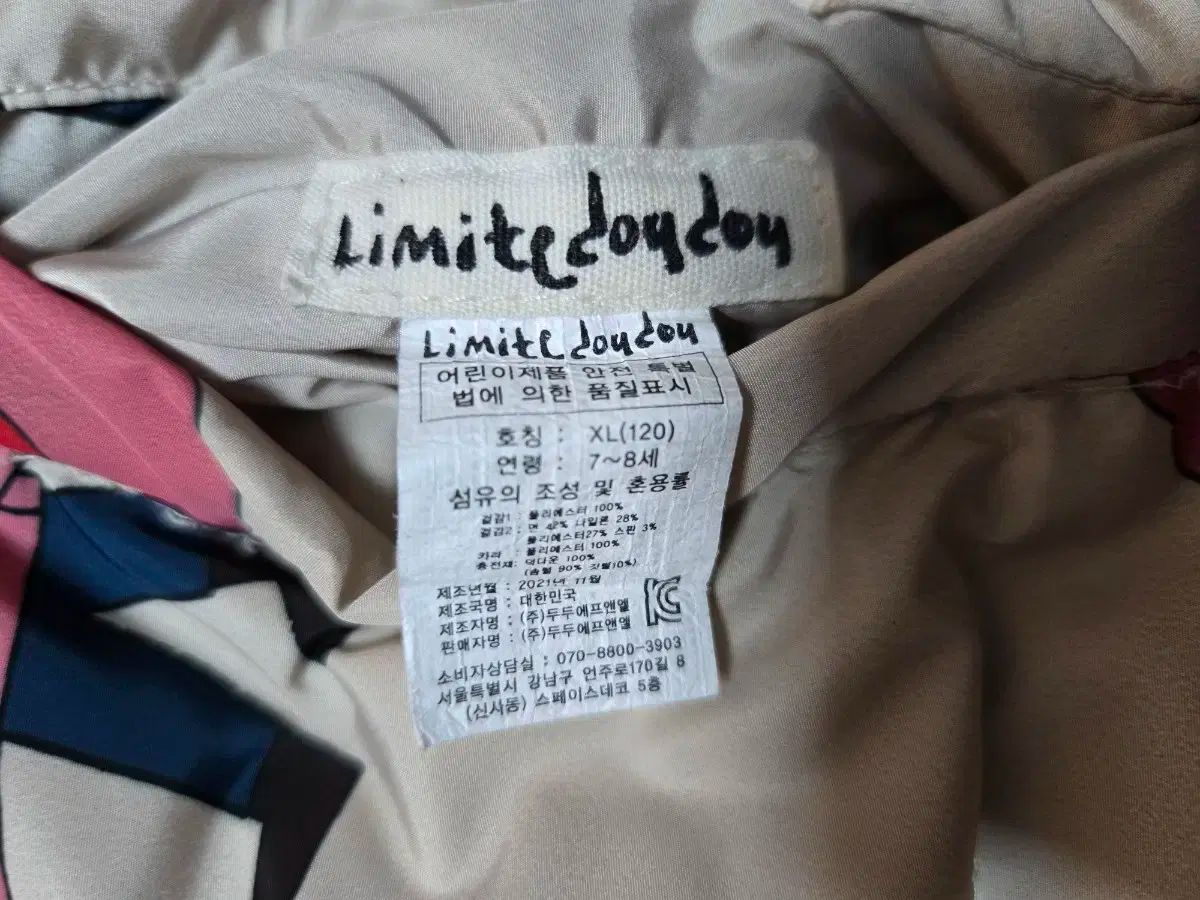 Limitedoudou
Limitedoudou
어린이제품 안전 특별
법에 의한 품질표시
호칭 : XL(120)
연령 : 7~8세
섬유의 조성 및 혼용률
겉감1 : 폴리에스터 100%
겉감2 : 면 42% 나일론 28%
폴리에스터27% 스판 3%
카라 : 폴리에스터 100%
충전재: 덕다운 100%
(솜털 90% 깃털10%)
제조년월 : 2021년 11월
제조국명 : 대한민국
제조자명 : (주)두두에프앤엘
판매자명 : (주)두두에프앤엘
KC
소비자상담실 : 070-8800-3903
서울특별시 강남구 언주로170길 8
(신사동) 스페이스데코 5층